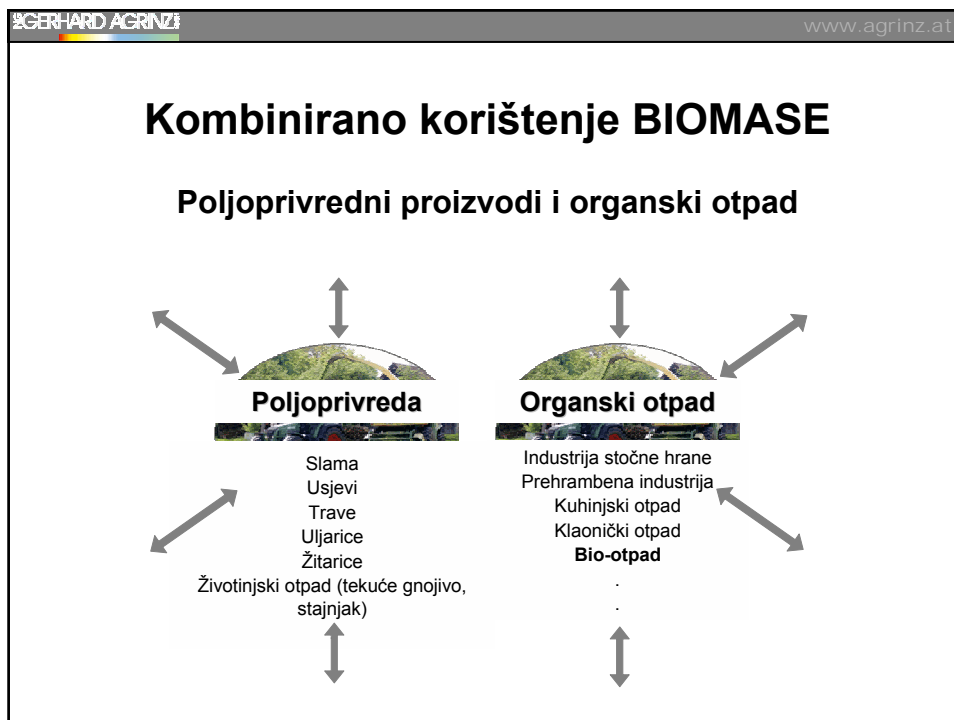 GERHARD AGRINZ
www.agrinz.at
Kombinirano korištenje BIOMASE
Poljoprivredni proizvodi i organski otpad
Poljoprivreda
Slama
Usjevi
Trave
Uljarice
Žitarice
Životinjski otpad (tekuće gnojivo,
stajnjak)
Organski otpad
Industrija stočne hrane
Prehrambena industrija
Kuhinjski otpad
Klaonički otpad
Bio-otpad
.
.